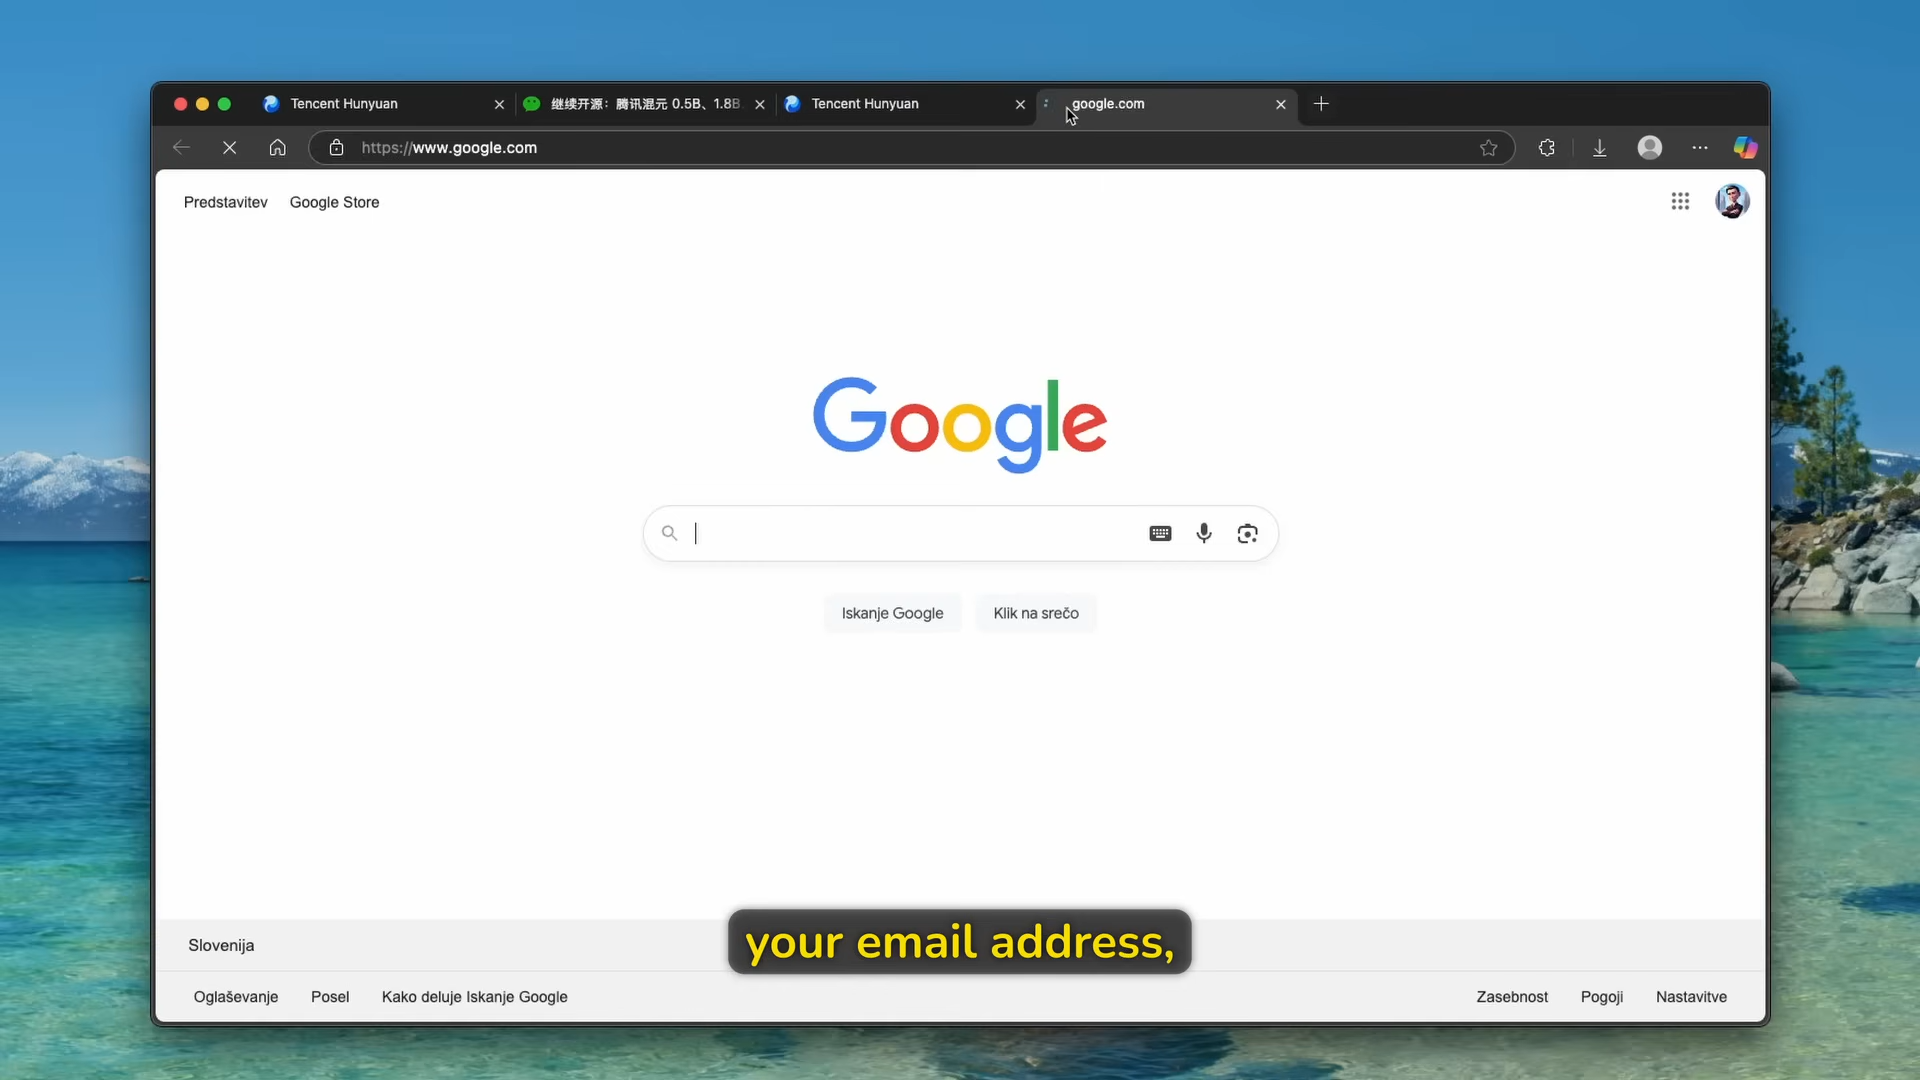 Tencent Hunyuan
继续开源：腾讯混元 0.5B、1.8B
Tencent Hunyuan
google.com
https://www.google.com
Predstavitev
Google Store
Google
Iskanje Google
Klik na srečo
your email address,
Slovenija
Oglaševanje
Posel
Kako deluje Iskanje Google
Zasebnost
Pogoji
Nastavitve